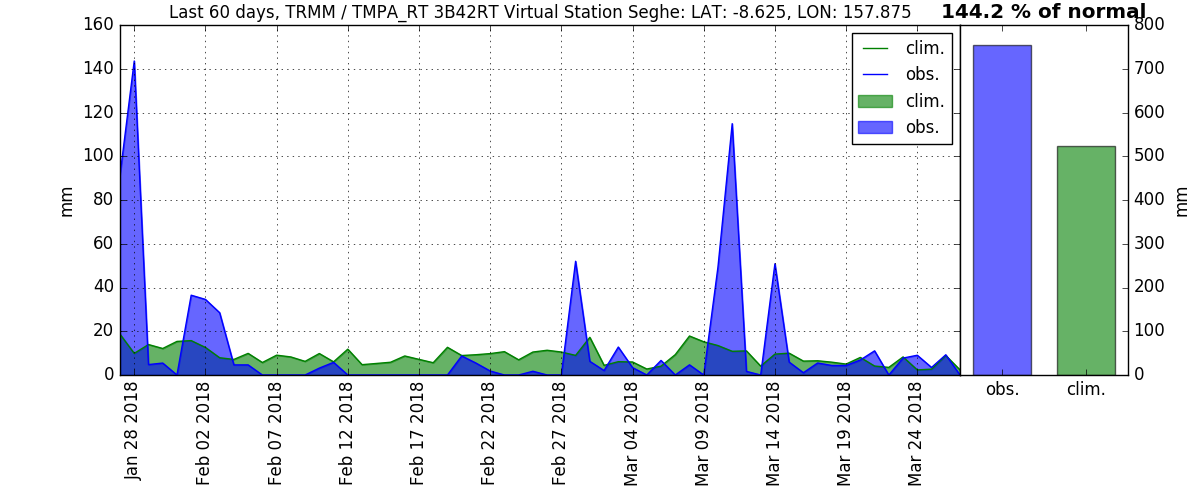 Last 60 days, TRMM / TMPA_RT 3B42RT Virtual Station Seghe: LAT: -8.625, LON: 157.875
144.2 % of normal
160
140
120
100
80
60
40
20
0
mm
clim.
obs.
clim.
obs.
800
700
600
500
400
300
200
100
0
mm
Jan 28 2018
Feb 02 2018
Feb 07 2018
Feb 12 2018
Feb 17 2018
Feb 22 2018
Feb 27 2018
Mar 04 2018
Mar 09 2018
Mar 14 2018
Mar 19 2018
Mar 24 2018
obs.
clim.